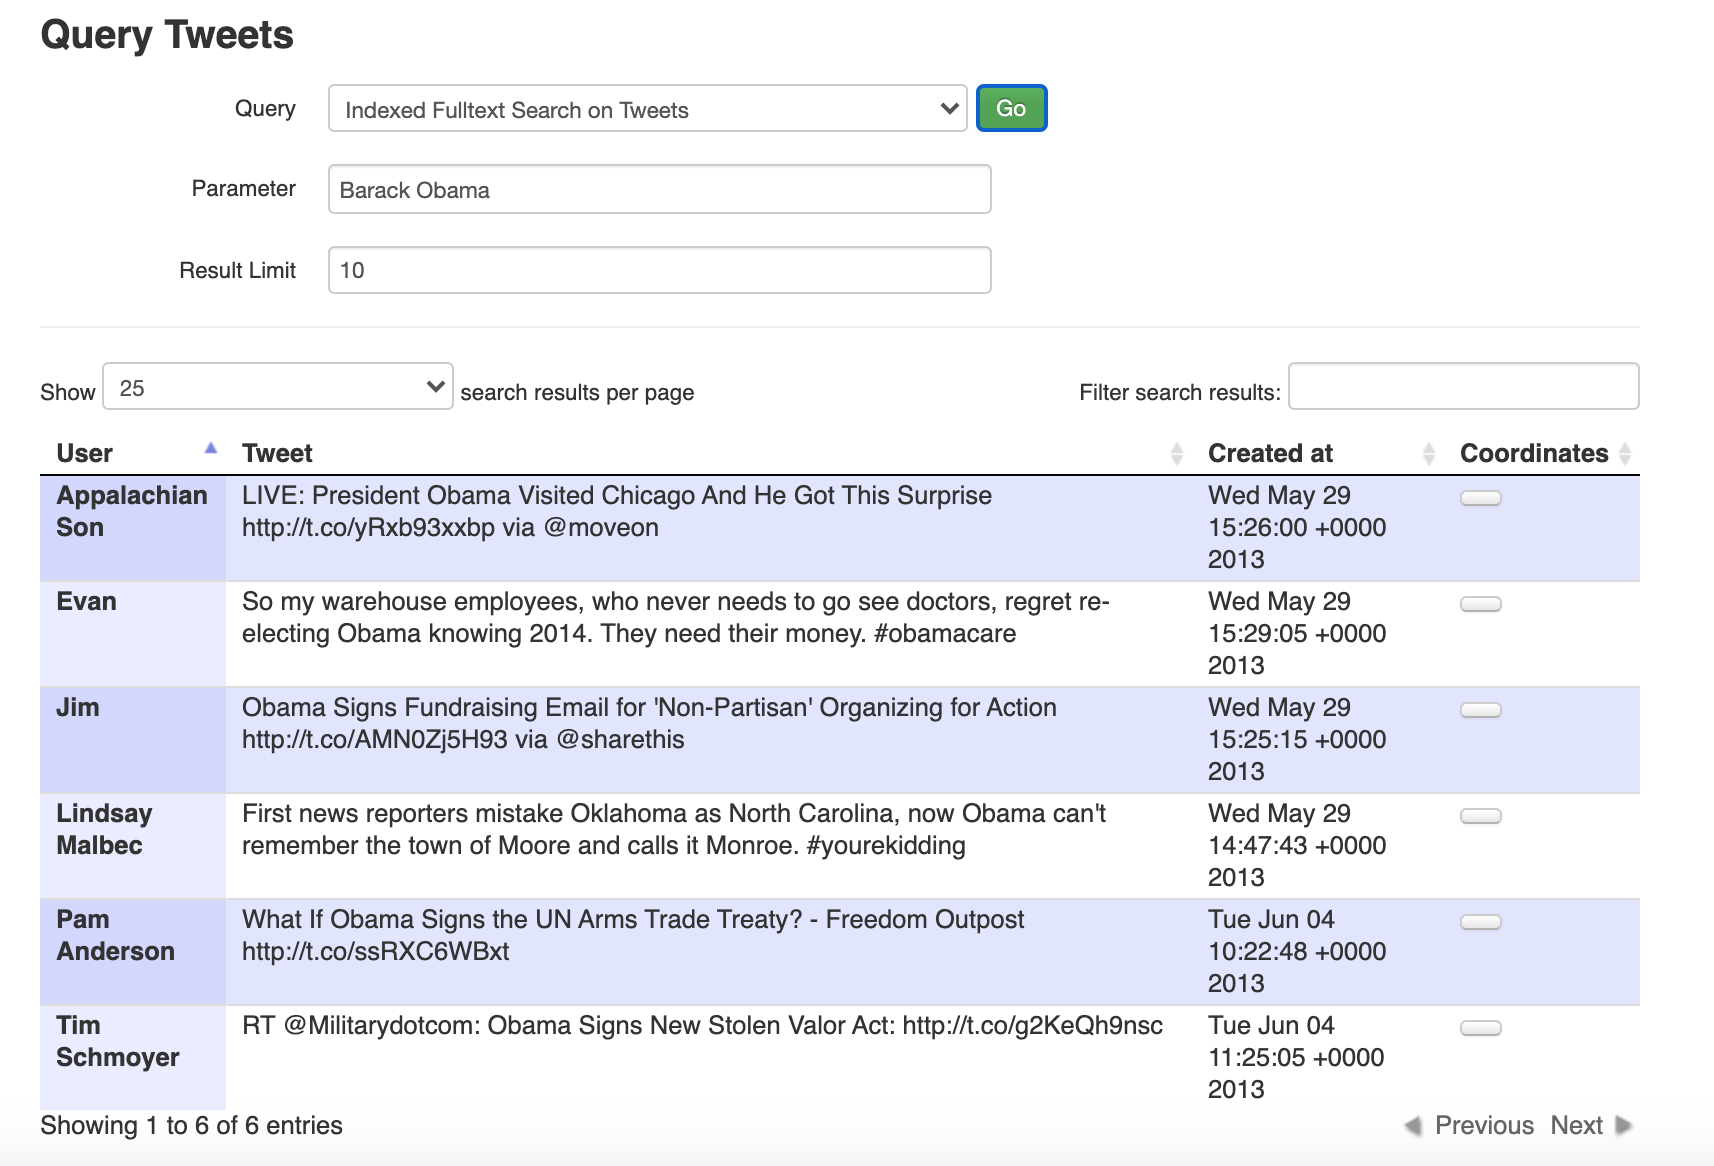 Query Tweets
Query
Indexed Fulltext Search on Tweets
Go
Parameter
Barack Obama
Result Limit
10
Show 25 search results per page
Filter search results:
User Tweet Created at Coordinates
Appalachian Son
LIVE: President Obama Visited Chicago And He Got This Surprise
http://t.co/yRxb93xxbp via @moveon
Wed May 29
15:26:00 +0000
2013
Evan
So my warehouse employees, who never needs to go see doctors, regret re-
electing Obama knowing 2014. They need their money. #obamacare
Wed May 29
15:29:05 +0000
2013
Jim
Obama Signs Fundraising Email for 'Non-Partisan' Organizing for Action
http://t.co/AMN0Zj5H93 via @sharethis
Wed May 29
15:25:15 +0000
2013
Lindsay
Malbec
First news reporters mistake Oklahoma as North Carolina, now Obama can't
remember the town of Moore and calls it Monroe. #yourekidding
Wed May 29
14:47:43 +0000
2013
Pam
Anderson
What If Obama Signs the UN Arms Trade Treaty? - Freedom Outpost
http://t.co/ssRXC6WBxt
Tue Jun 04
10:22:48 +0000
2013
Tim
Schmoyer
RT @Militarydotcom: Obama Signs New Stolen Valor Act: http://t.co/g2KeQh9nsc
Tue Jun 04
11:25:05 +0000
2013
Showing 1 to 6 of 6 entries
Previous Next